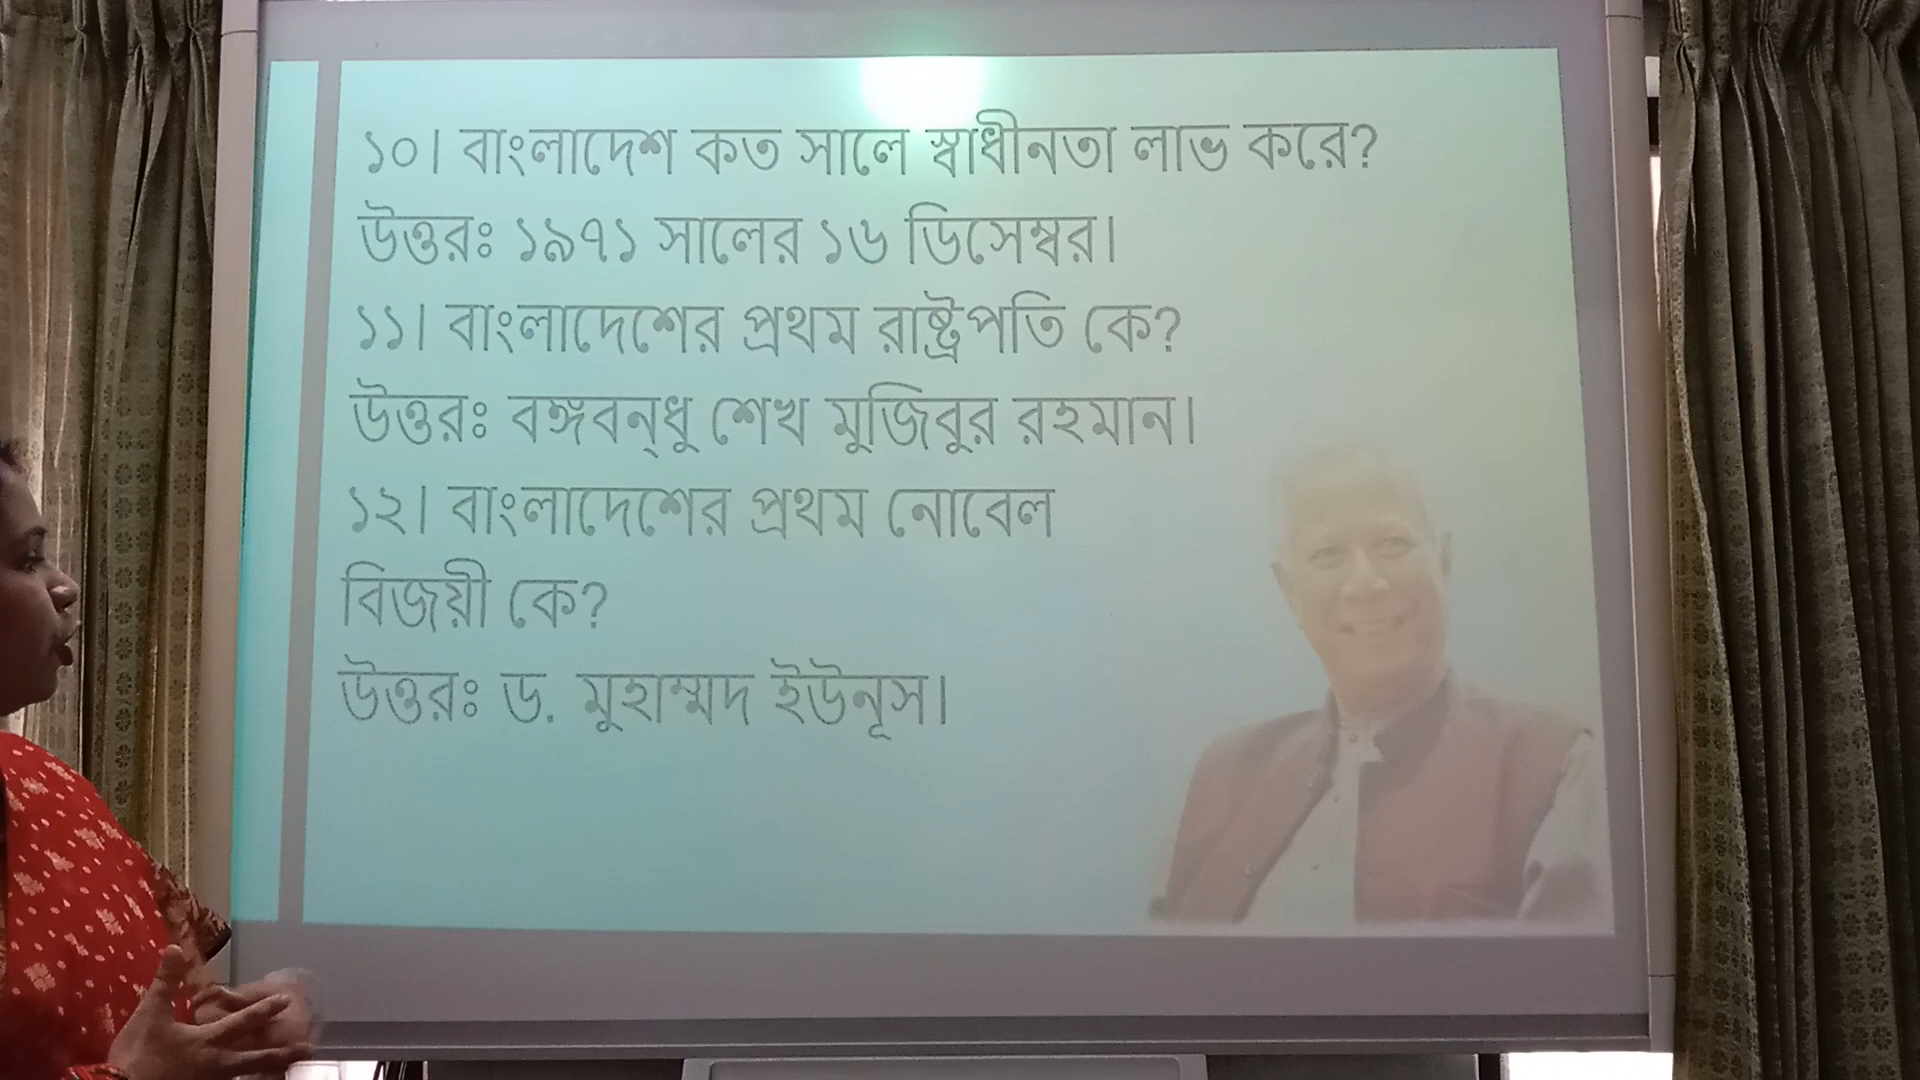 ১০। বাংলাদেশ কত সালে স্বাধীনতা লাভ করে?
উত্তরঃ ১৯৭১ সালের ১৬ ডিসেম্বর।
১১। বাংলাদেশের প্রথম রাষ্ট্রপতি কে?
উত্তরঃ বঙ্গবন্ধু শেখ মুজিবুর রহমান।
১২। বাংলাদেশের প্রথম নোবেল
বিজয়ী কে?
উত্তরঃ ড. মুহাম্মদ ইউনূস।